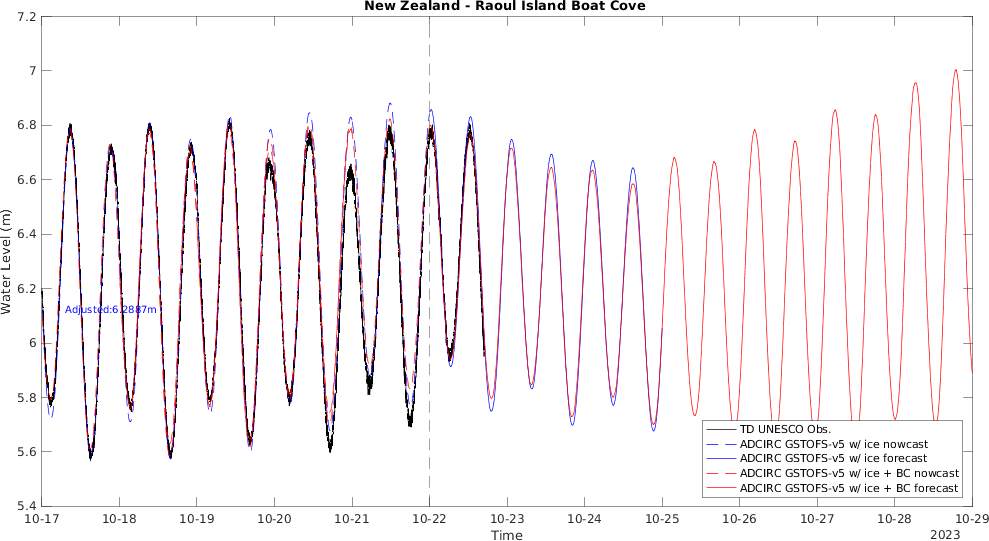 New Zealand - Raoul Island Boat Cove
7.2
7
6.8
6.6
6.4
6.2
6
5.8
5.6
5.4
Water Level (m)
Adjusted:6.2887m
TD UNESCO Obs.
ADCIRC GSTOFS-v5 w/ ice nowcast
ADCIRC GSTOFS-v5 w/ ice forecast
ADCIRC GSTOFS-v5 w/ ice + BC nowcast
ADCIRC GSTOFS-v5 w/ ice + BC forecast
10-17 10-18 10-19 10-20 10-21 10-22 10-23 10-24 10-25 10-26 10-27 10-28 10-29
Time
2023